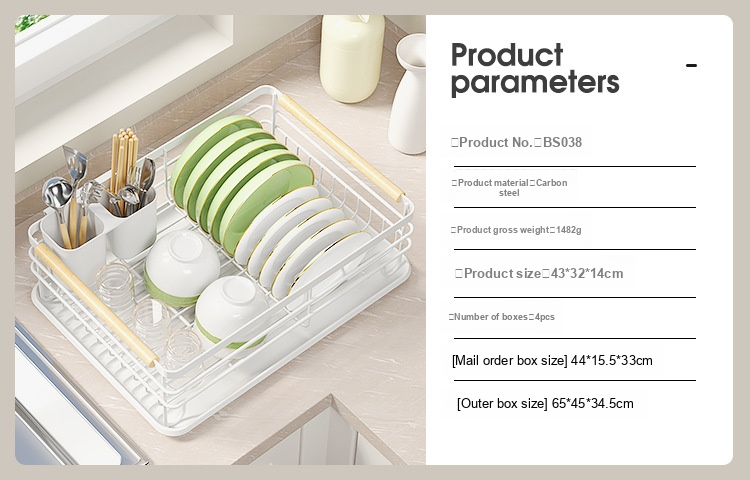 Product
parameters
□Product No.□BS038
□Product material□Carbon
steel
□Product gross weight□1482g
□Product size□43*32*14cm
□Number of boxes□4pcs
[Mail order box size] 44*15.5*33cm
[Outer box size] 65*45*34.5cm